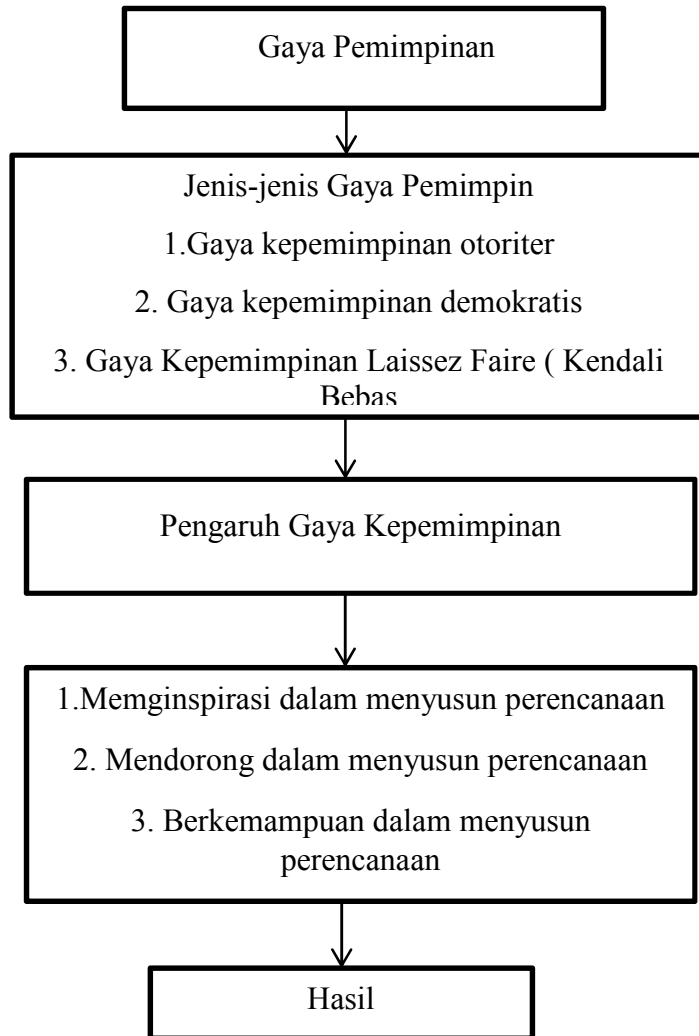 Gaya Pemimpinan
Jenis-jenis Gaya Pemimpin
1.Gaya kepemimpinan otoriter
2. Gaya kepemimpinan demokratis
3. Gaya Kepemimpinan Laissez Faire ( Kendali
Bebas
Pengaruh Gaya Kepemimpinan
1.Memginspirasi dalam menyusun perencanaan
2. Mendorong dalam menyusun perencanaan
3. Berkemampuan dalam menyusun
perencanaan
Hasil